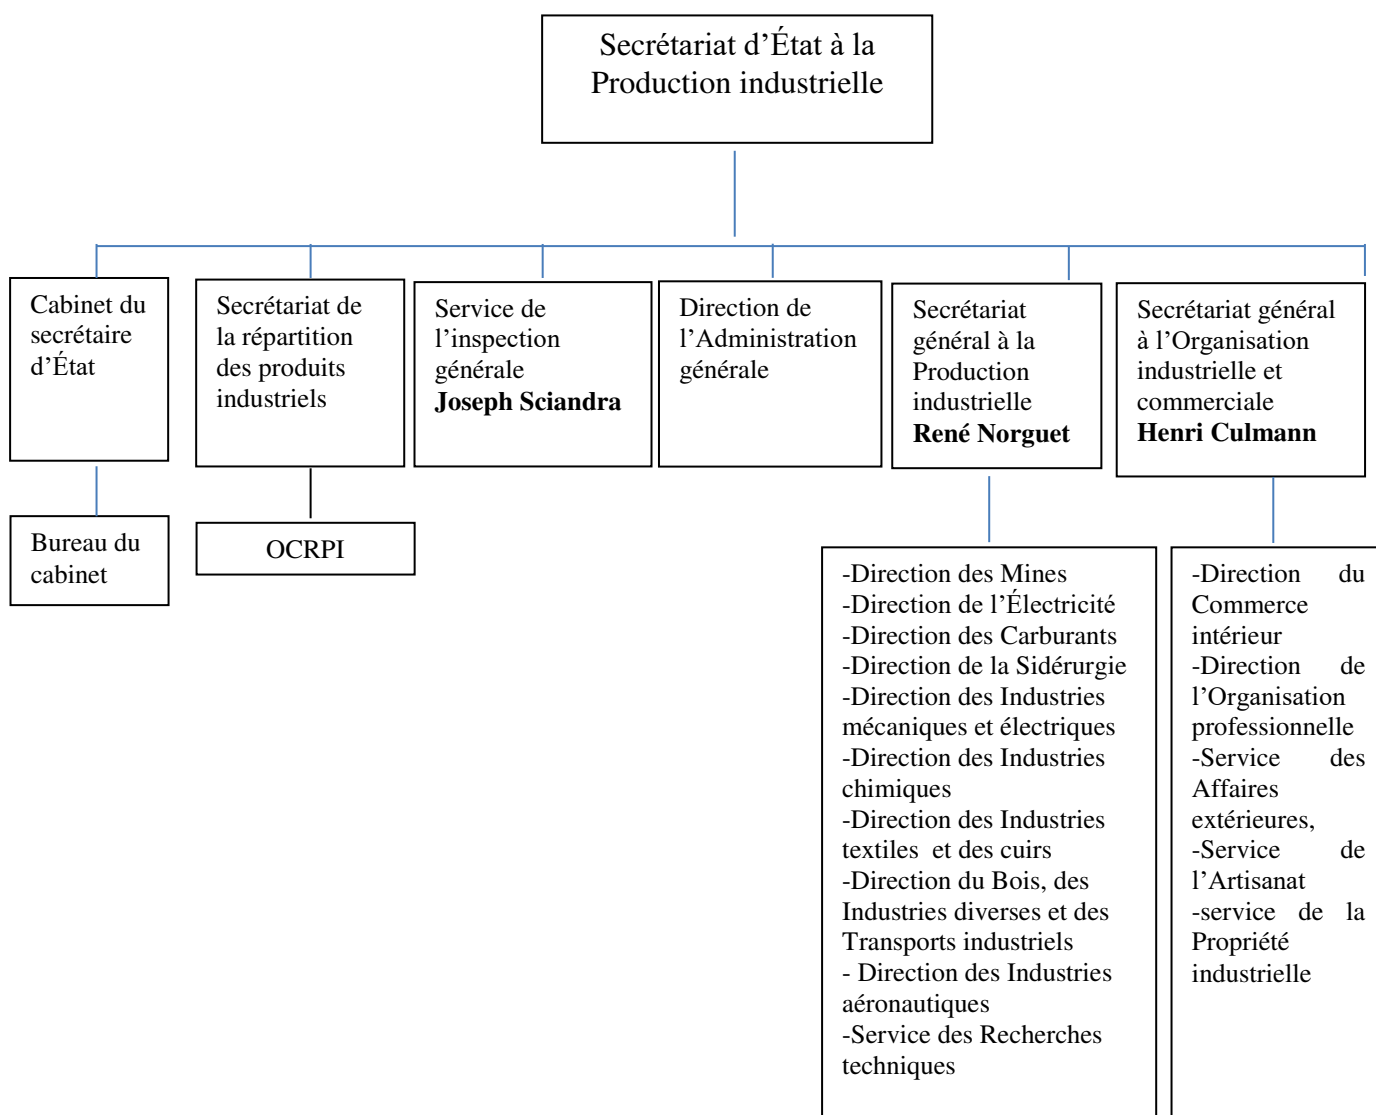 Secrétariat d’État à la
Production industrielle
Cabinet du
secrétaire
d’État
Secrétariat de
la répartition
des produits
industriels
Service de
l’inspection
générale
Joseph Sciandra
Direction de
l’Administration
générale
Secrétariat
général à la
Production
industrielle
René Norguet
Secrétariat général
à l’Organisation
industrielle et
commerciale
Henri Culmann
Bureau du
cabinet
OCRPI
-Direction des Mines
-Direction de l’Électricité
-Direction des Carburants
-Direction de la Sidérurgie
-Direction des Industries
mécaniques et électriques
-Direction des Industries
chimiques
-Direction des Industries
textiles et des cuirs
-Direction du Bois, des
Industries diverses et des
Transports industriels
- Direction des Industries
aéronautiques
-Service des Recherches
techniques
-Direction du
Commerce
intérieur
-Direction de
l’Organisation
professionnelle
-Service des
Affaires
extérieures,
-Service de
l’Artisanat
-service de la
Propriété
industrielle